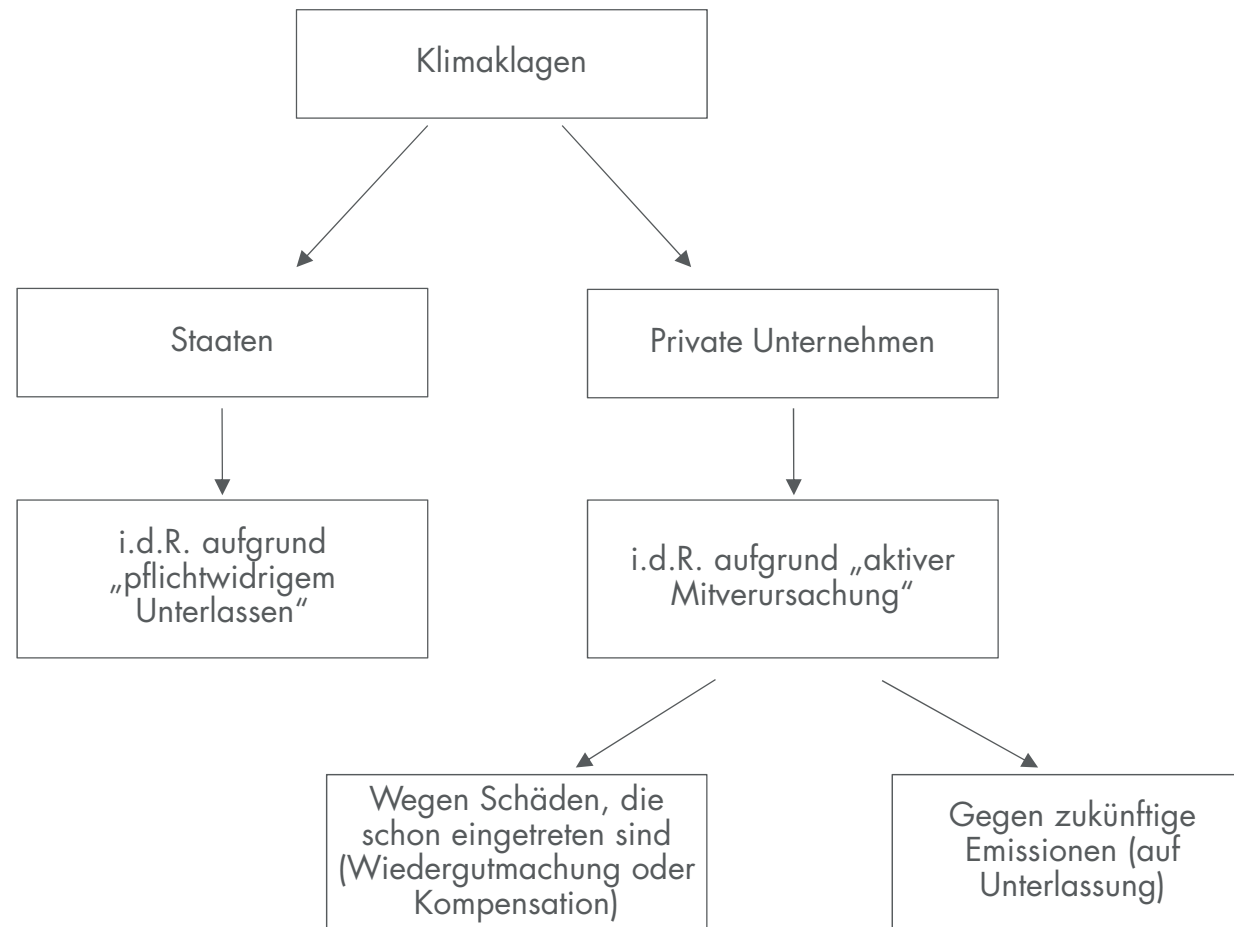 Klimaklagen
Staaten
Private Unternehmen
i.d.R. aufgrund
„pflichtwidrigem
Unterlassen“
i.d.R. aufgrund „aktiver
Mitverursachung“
Wegen Schäden, die
schon eingetreten sind
(Wiedergutmachung oder
Kompensation)
Gegen zukünftige
Emissionen (auf
Unterlassung)